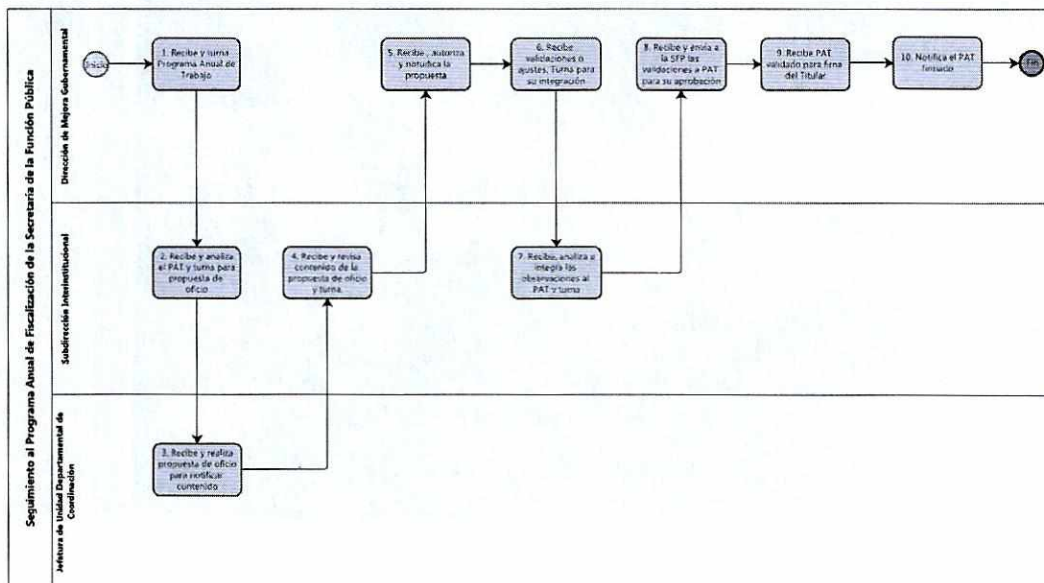 Seguimiento al Programa Anual de Fiscalización de la Secretaría de la Función Pública
Dirección de Mejora Gubernamental
Inicio
1. Recibe y turna
Programa Anual de
Trabajo
5. Recibe, autoriza
y notifica la
propuesta
6. Recibe
validaciones o
ajustes. Turna para
su integración
8. Recibe y envía a
la SFP las
validaciones a PAT
para su aprobación
9. Recibe PAT
validado para firma
del Titular
10. Notifica el PAT
firmado
Fin
Subdirección Interinstitucional
2. Recibe y analiza
el PAT y turna para
propuesta de
oficio
4. Recibe y revisa
contenido de la
propuesta de oficio
y turna.
7. Recibe, analiza e
integra las
observaciones al
PAT y turna
Jefatura de Unidad Departamental de
Coordinación
3. Recibe y realiza
propuesta de oficio
para notificar
contenido